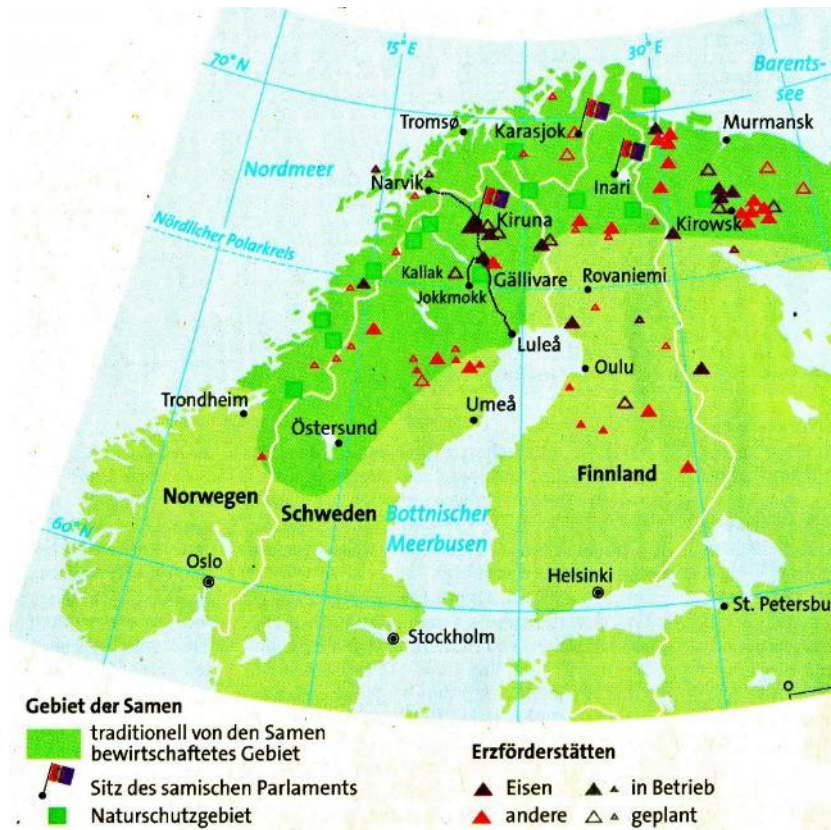 15° E
30° E
70° N
Barents-
see
Tromsø
Karasjok
Murmansk
Nordmeer
Narvik
Inari
Kiruna
Kirowsk
Nördlicher Polarkreis
Kallak
Gällivare
Rovaniemi
Jokkmokk
Luleå
Oulu
Trondheim
Umeå
Östersund
Finnland
Norwegen
Schweden
Bottnischer
Meerbusen
60° N
Oslo
Helsinki
St. Petersbu
Stockholm
0
Gebiet der Samen
traditionell von den Samen
bewirtschaftetes Gebiet
Sitz des samischen Parlaments
Naturschutzgebiet
Erzförderstätten
Eisen
in Betrieb
andere
geplant